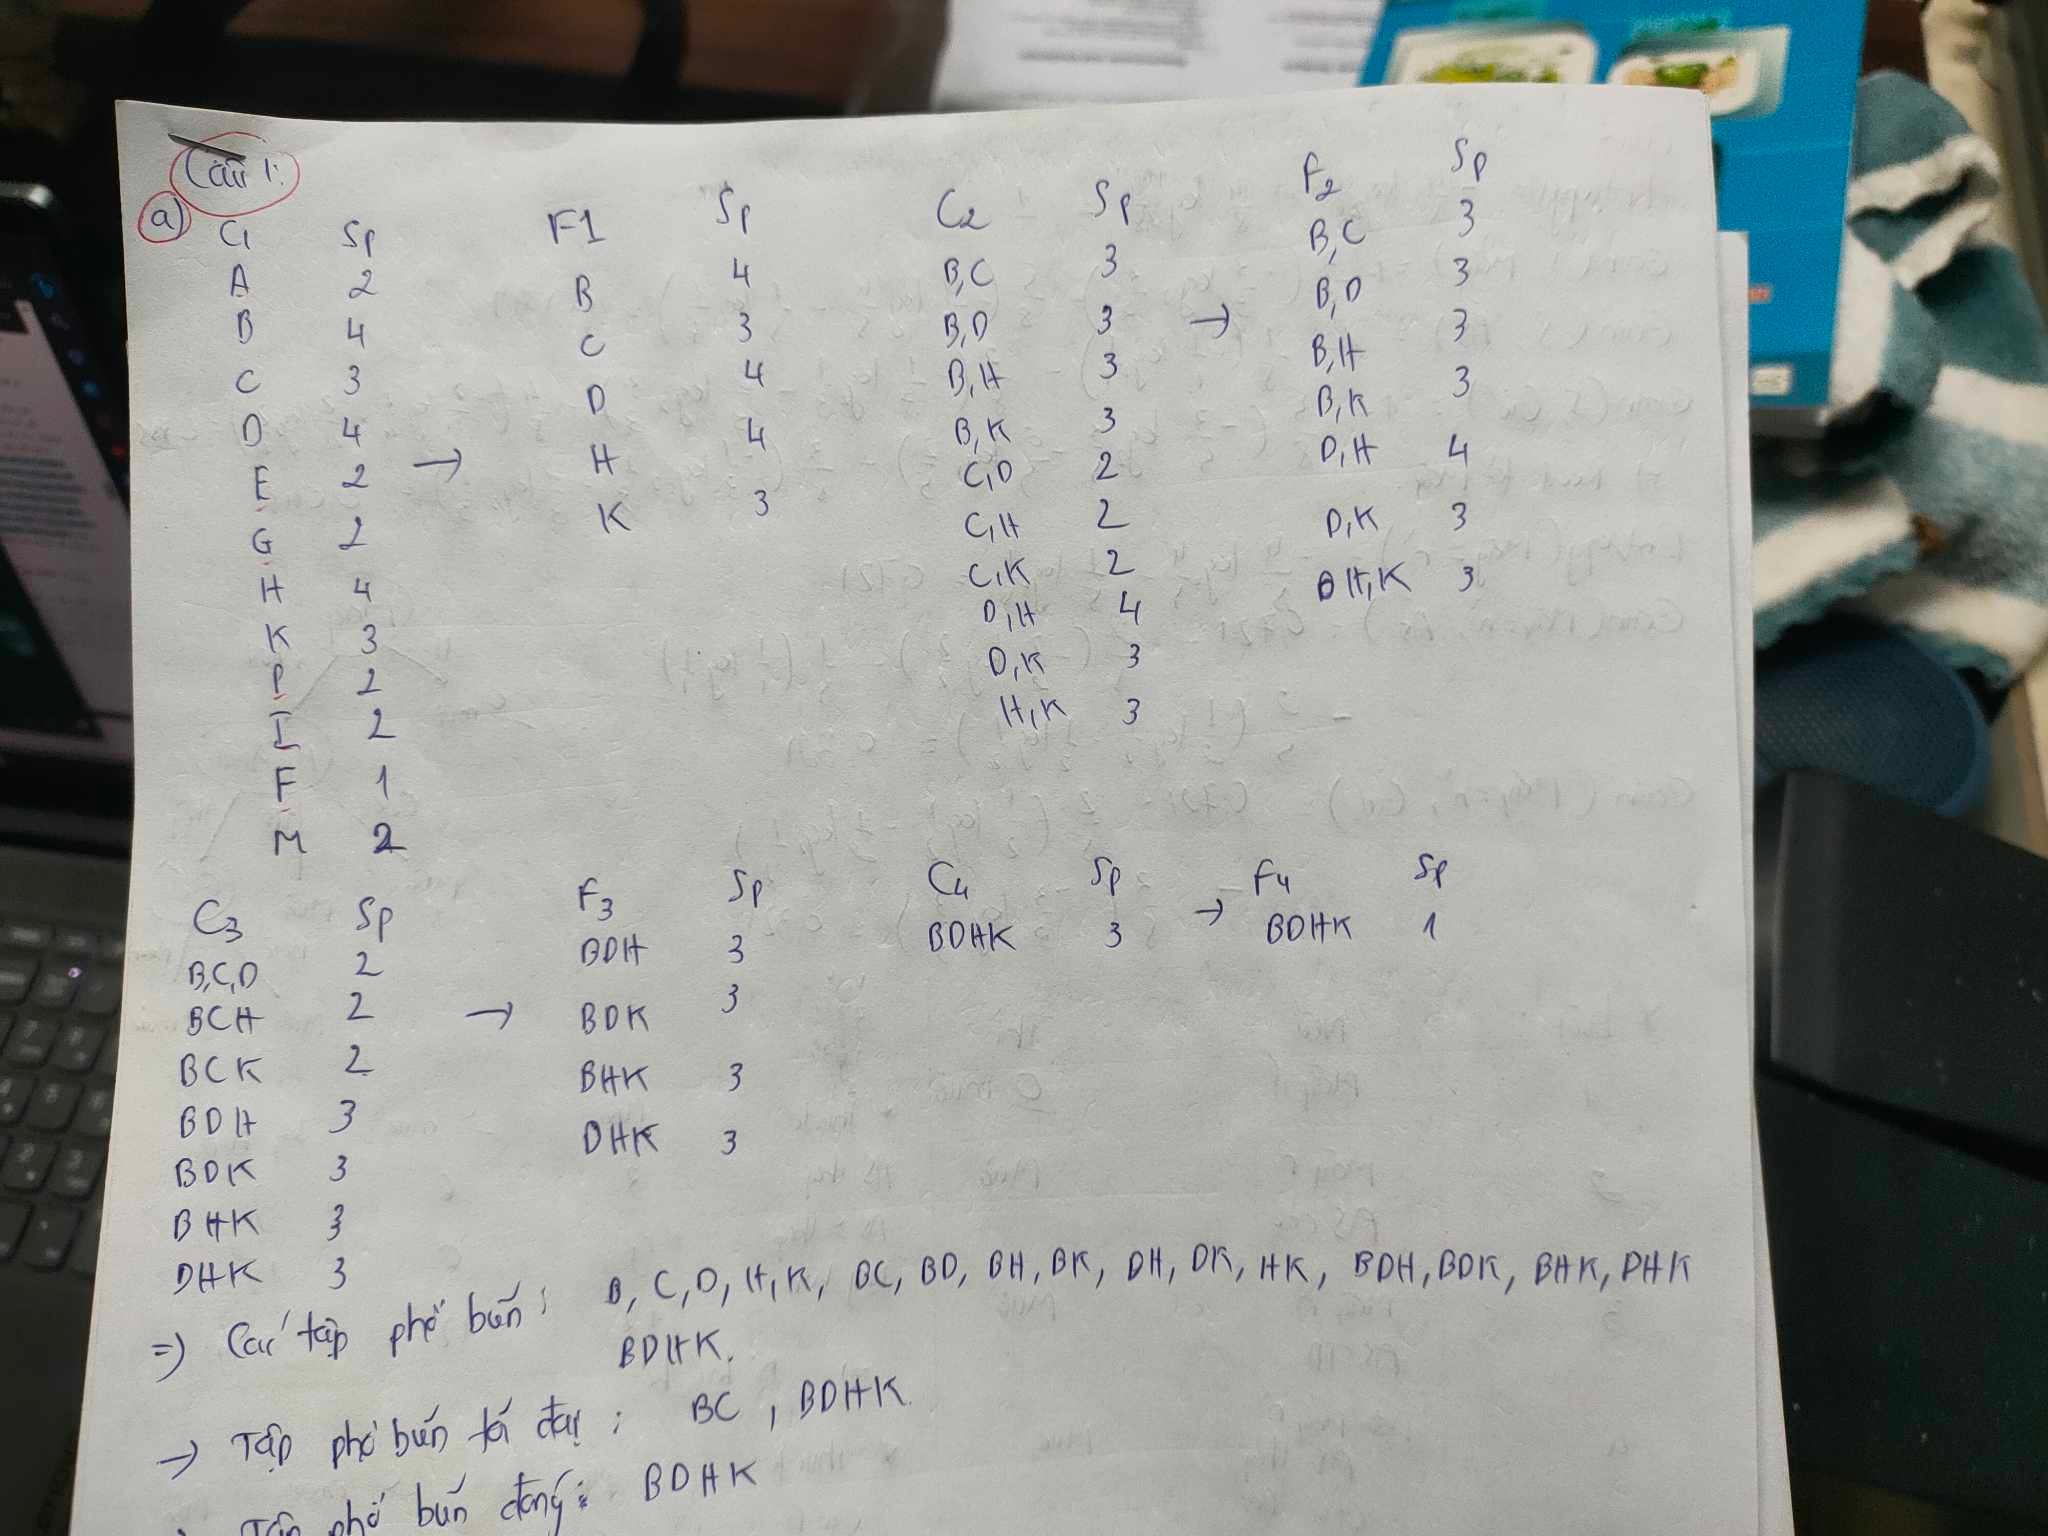 Câu 1:
a)
C1 Sp
A 2
B 4
C 3
D 4
E 2
G 2
H 4
K 3
P 2
I 2
F 1
M 2
→
F1 Sp
B 4
C 3
D 4
H 4
K 3
C2 Sp
B,C 3
B,D 3
B,H 3
B,K 3
C,D 2
C,H 2
C,K 2
D,H 4
D,K 3
H,K 3
→
F2 Sp
B,C 3
B,D 3
B,H 3
B,K 3
D,H 4
D,K 3
H,K 3
C3 Sp
B,C,D 2
BCH 2
BCK 2
BDH 3
BDK 3
BHK 3
DHK 3
→
F3 Sp
BDH 3
BDK 3
BHK 3
DHK 3
C4 Sp
BDHK 3
→
F4 Sp
BDHK 1
=) Các tập phổ biến: B, C, D, H, K, BC, BD, BH, BK, DH, DK, HK, BDH, BDK, BHK, DHK
BDHK.
→ Tập phổ biến tối đại: BC, BDHK.
Tập phổ biến đóng: BDHK